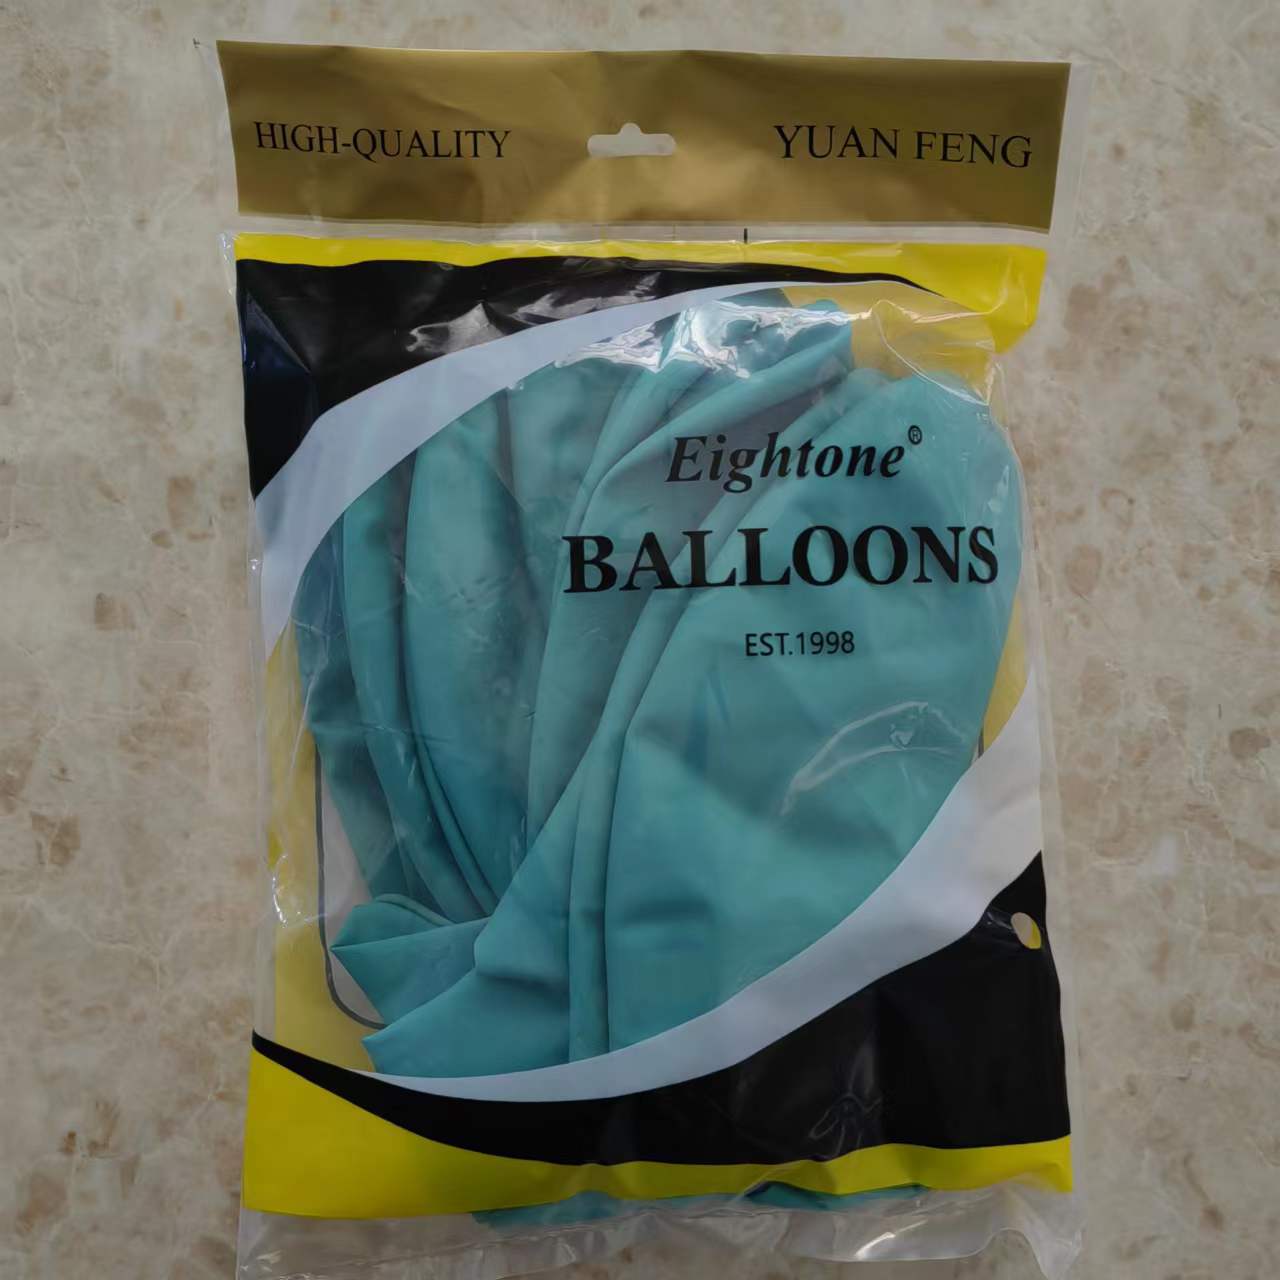 HIGH-QUALITY
YUAN FENG
Eightone®
BALLOONS
EST.1998